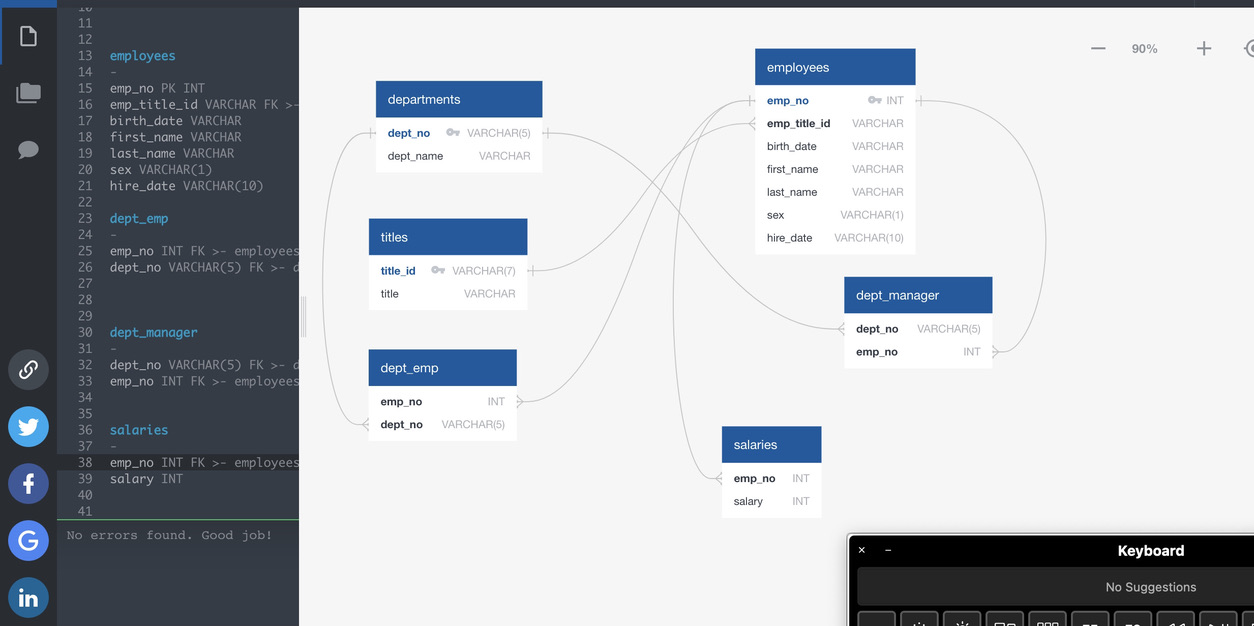 11
12
13 employees
14 -
15 emp_no PK INT
16 emp_title_id VARCHAR FK >-
17 birth_date VARCHAR
18 first_name VARCHAR
19 last_name VARCHAR
20 sex VARCHAR(1)
21 hire_date VARCHAR(10)
22
23 dept_emp
24 -
25 emp_no INT FK >- employees
26 dept_no VARCHAR(5) FK >- d
27
28
29
30 dept_manager
31 -
32 dept_no VARCHAR(5) FK >- d
33 emp_no INT FK >- employees
34
35
36 salaries
37 -
38 emp_no INT FK >- employees
39 salary INT
40
41
No errors found. Good job!
departments
dept_no VARCHAR(5)
dept_name VARCHAR
titles
title_id VARCHAR(7)
title VARCHAR
dept_emp
emp_no INT
dept_no VARCHAR(5)
employees
emp_no INT
emp_title_id VARCHAR
birth_date VARCHAR
first_name VARCHAR
last_name VARCHAR
sex VARCHAR(1)
hire_date VARCHAR(10)
dept_manager
dept_no VARCHAR(5)
emp_no INT
salaries
emp_no INT
salary INT
90%
Keyboard
No Suggestions